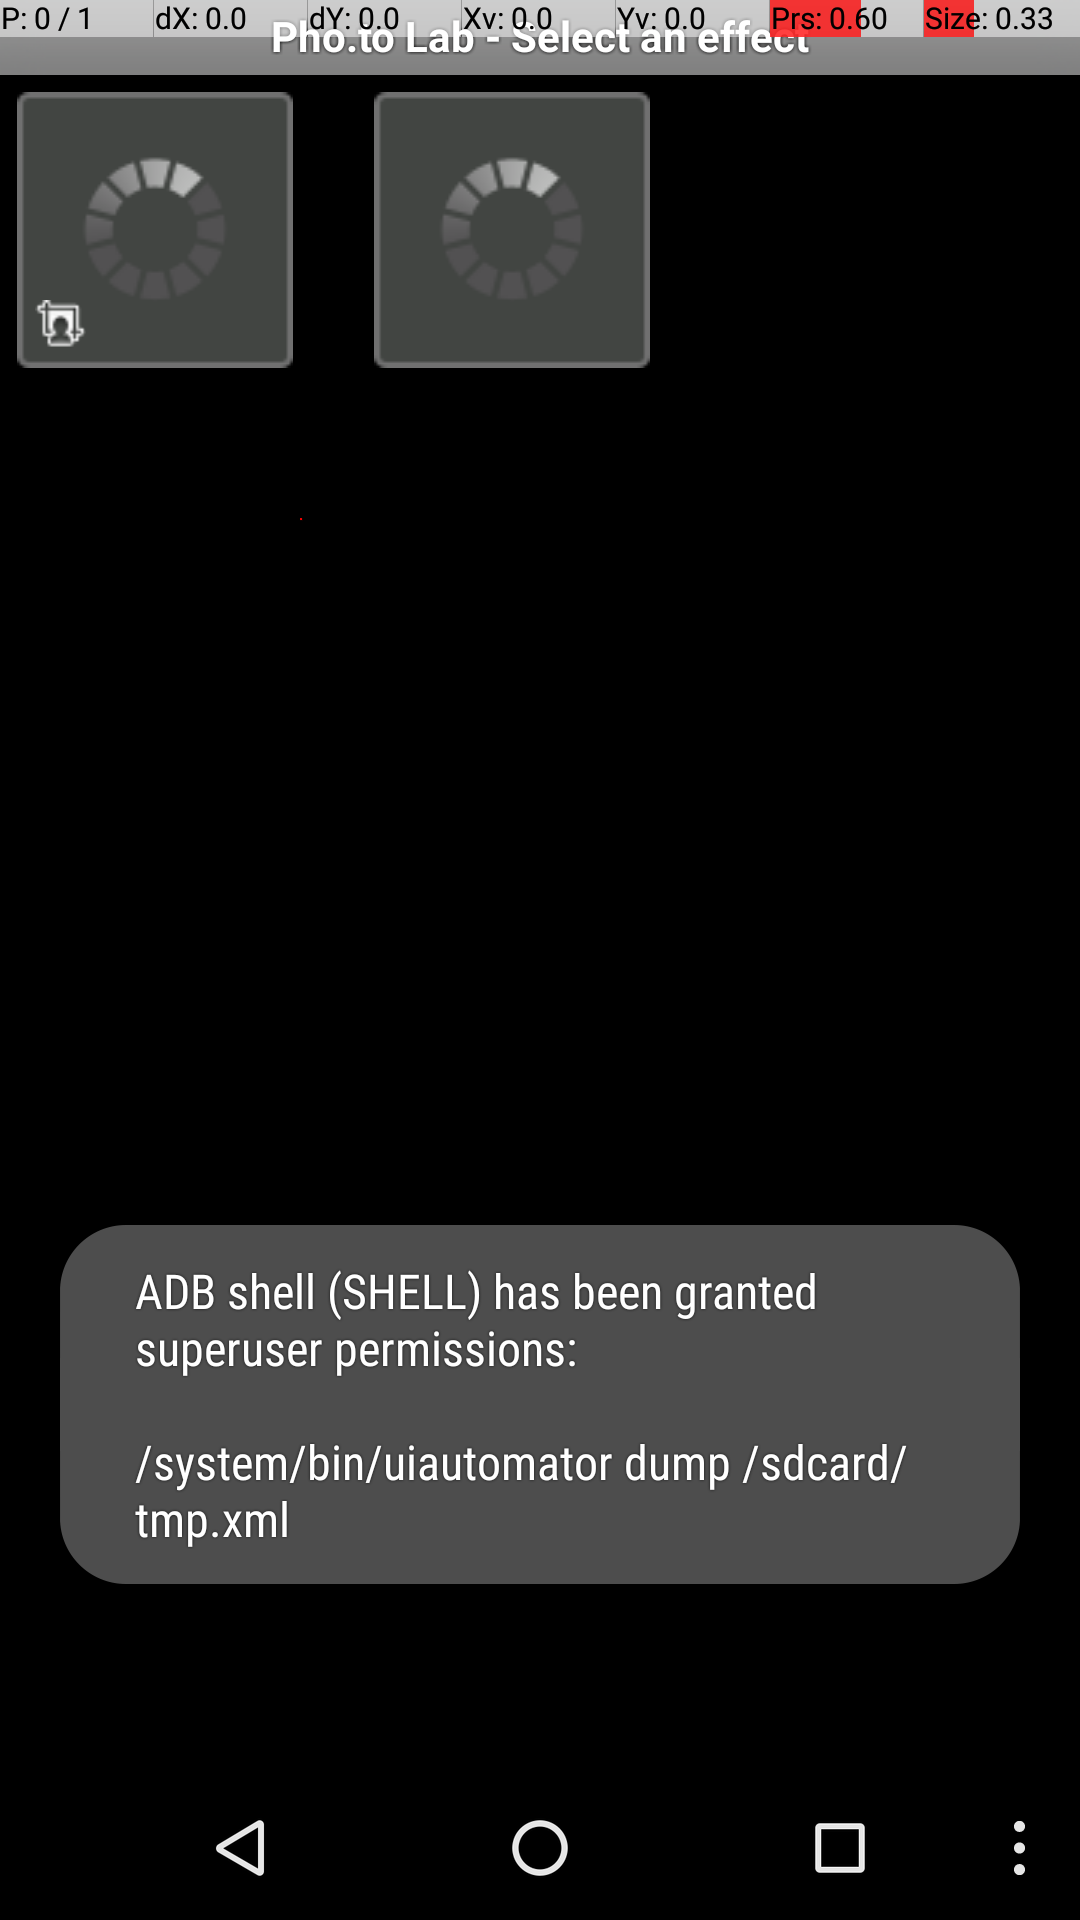 P: 0 / 1 dX: 0.0 dY: 0.0 Xv: 0.0 Yv: 0.0 Prs: 0.60 Size: 0.33
Pho.to Lab - Select an effect
ADB shell (SHELL) has been granted
superuser permissions:
/system/bin/uiautomator dump /sdcard/
tmp.xml